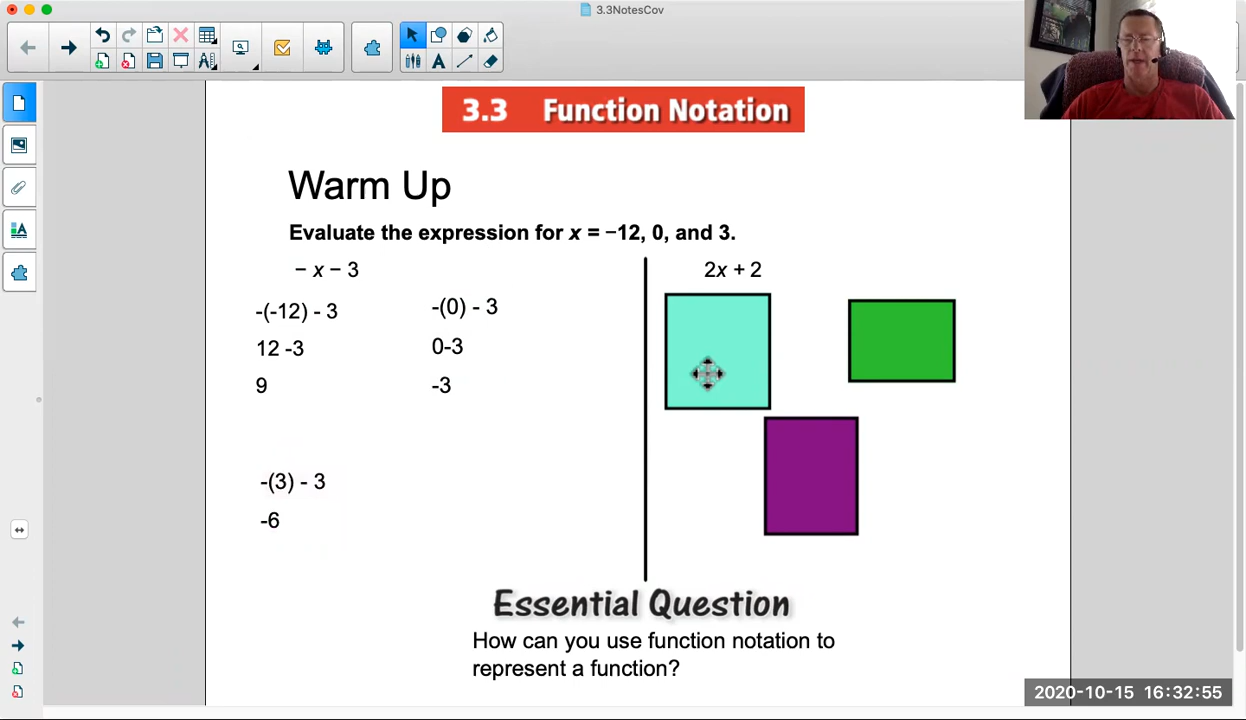 3.3NotesCov
3.3 Function Notation
Warm Up
Evaluate the expression for x = −12, 0, and 3.
− x − 3
2x + 2
-(-12) - 3
12 -3
9
-(0) - 3
0-3
-3
-(3) - 3
-6
Essential Question
How can you use function notation to
represent a function?
2020-10-15 16:32:55